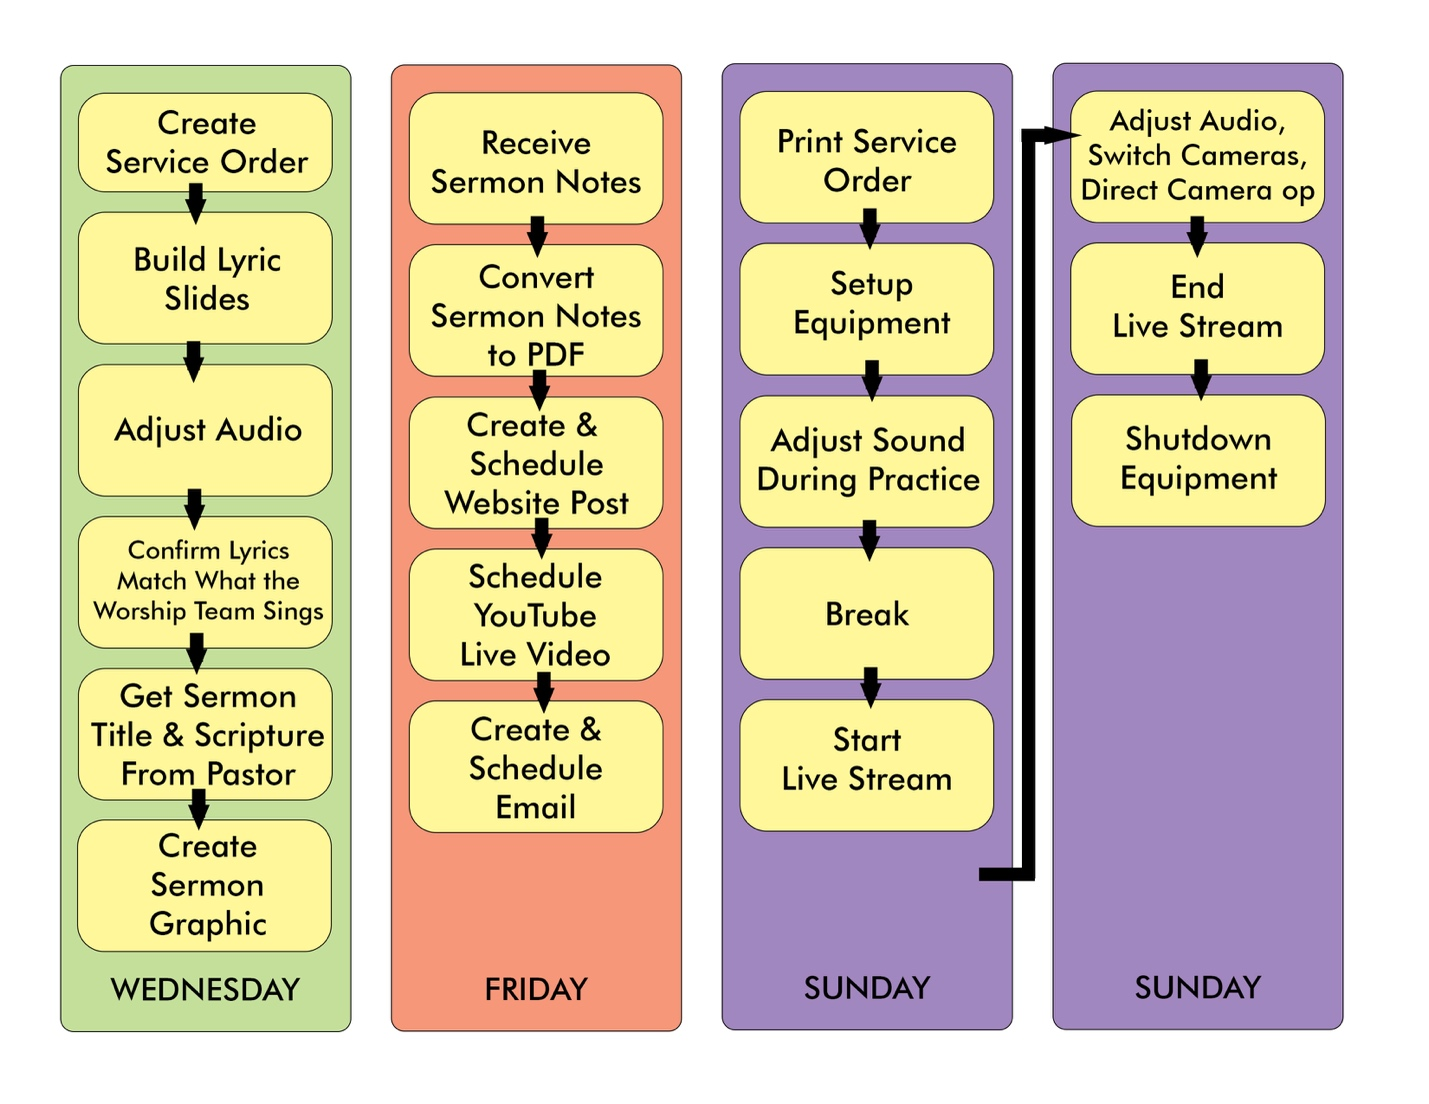 Create
Service Order
Build Lyric
Slides
Adjust Audio
Confirm Lyrics
Match What the
Worship Team Sings
Get Sermon
Title & Scripture
From Pastor
Create
Sermon
Graphic
WEDNESDAY
Receive
Sermon Notes
Convert
Sermon Notes
to PDF
Create &
Schedule
Website Post
Schedule
YouTube
Live Video
Create &
Schedule
Email
FRIDAY
Print Service
Order
Setup
Equipment
Adjust Sound
During Practice
Break
Start
Live Stream
SUNDAY
Adjust Audio,
Switch Cameras,
Direct Camera op
End
Live Stream
Shutdown
Equipment
SUNDAY